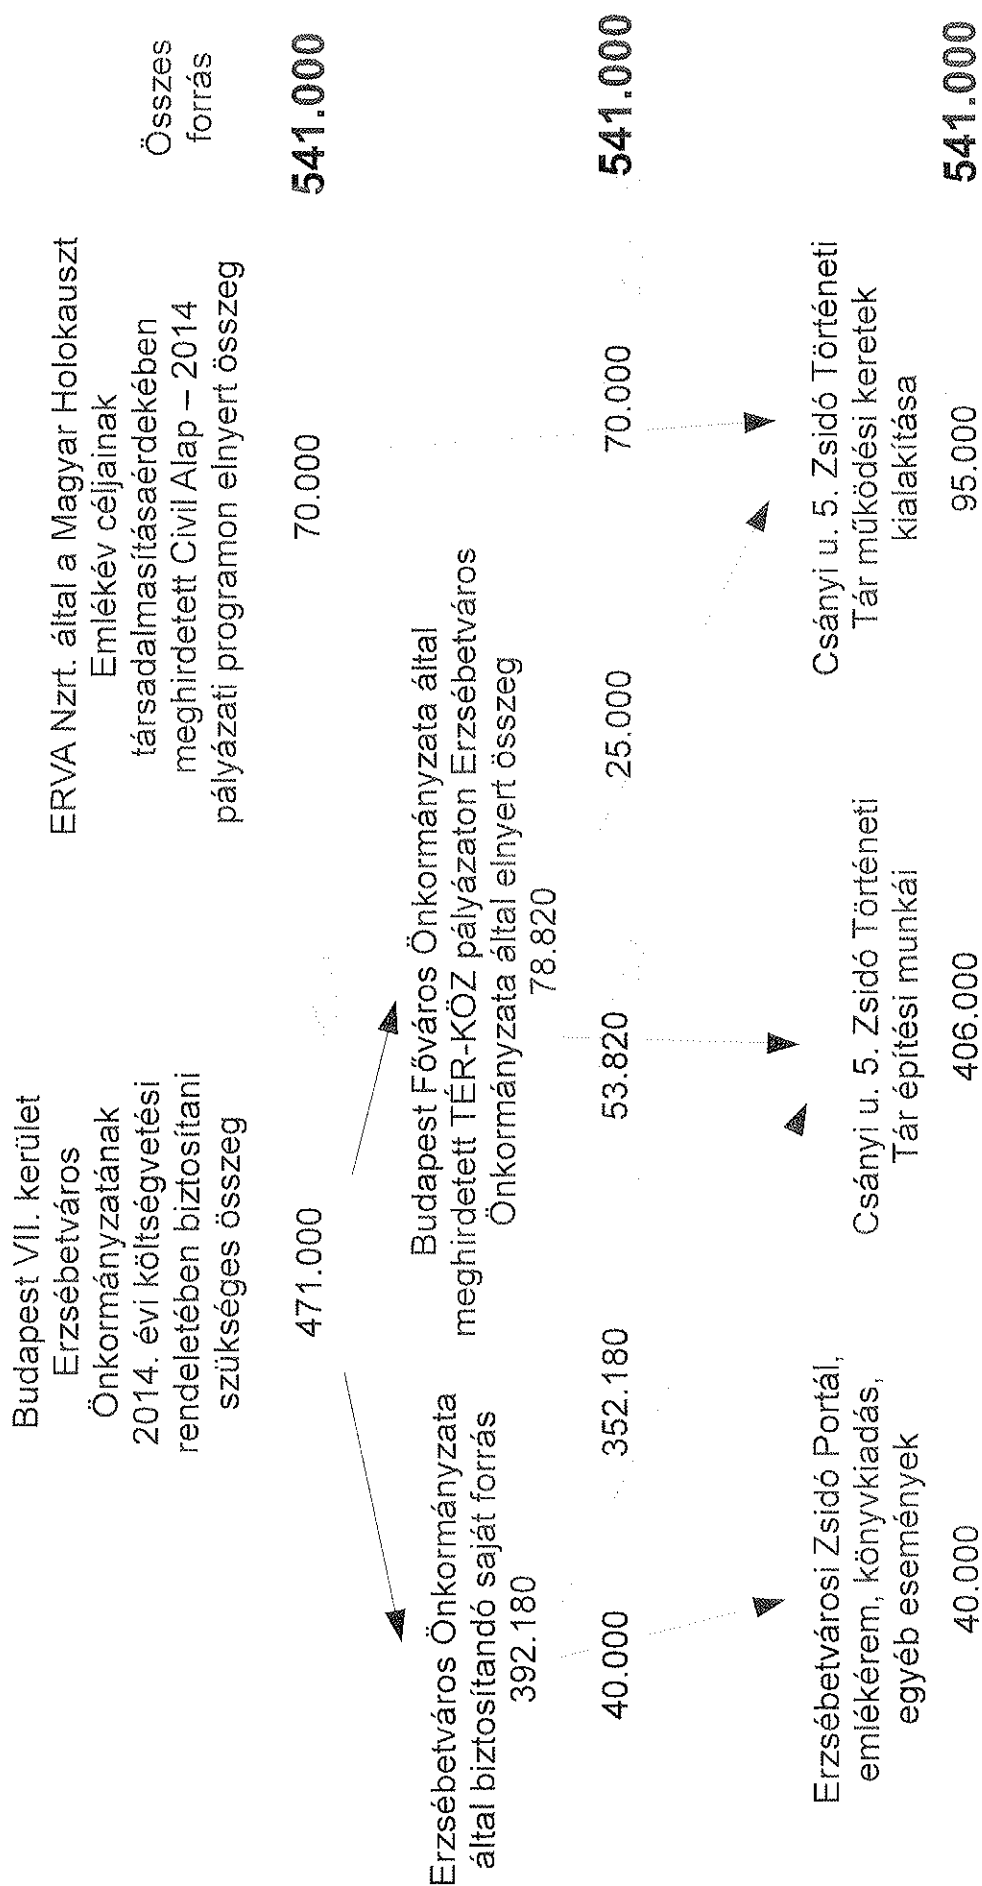 Budapest VII. kerület
Erzsébetváros
Önkormányzatának
2014. évi költségvetési
rendeletében biztosítani
szükséges összeg
471.000
ERVA Nzrt. által a Magyar Holokauszt
Emlékév céljainak
társadalmasításaérdekében
meghirdetett Civil Alap – 2014
pályázati programon elnyert összeg
70.000
Összes
forrás
541.000
Erzsébetváros Önkormányzata
által biztosítandó saját forrás
392.180
Budapest Főváros Önkormányzata által
meghirdetett TÉR-KÖZ pályázaton Erzsébetváros
Önkormányzata által elnyert összeg
78.820
40.000
352.180
53.820
25.000
70.000
541.000
Erzsébetvárosi Zsidó Portál,
emlékérem, könyvkiadás,
egyéb események
40.000
Csányi u. 5. Zsidó Történeti
Tár építési munkái
406.000
Csányi u. 5. Zsidó Történeti
Tár működési keretek
kialakítása
95.000
541.000